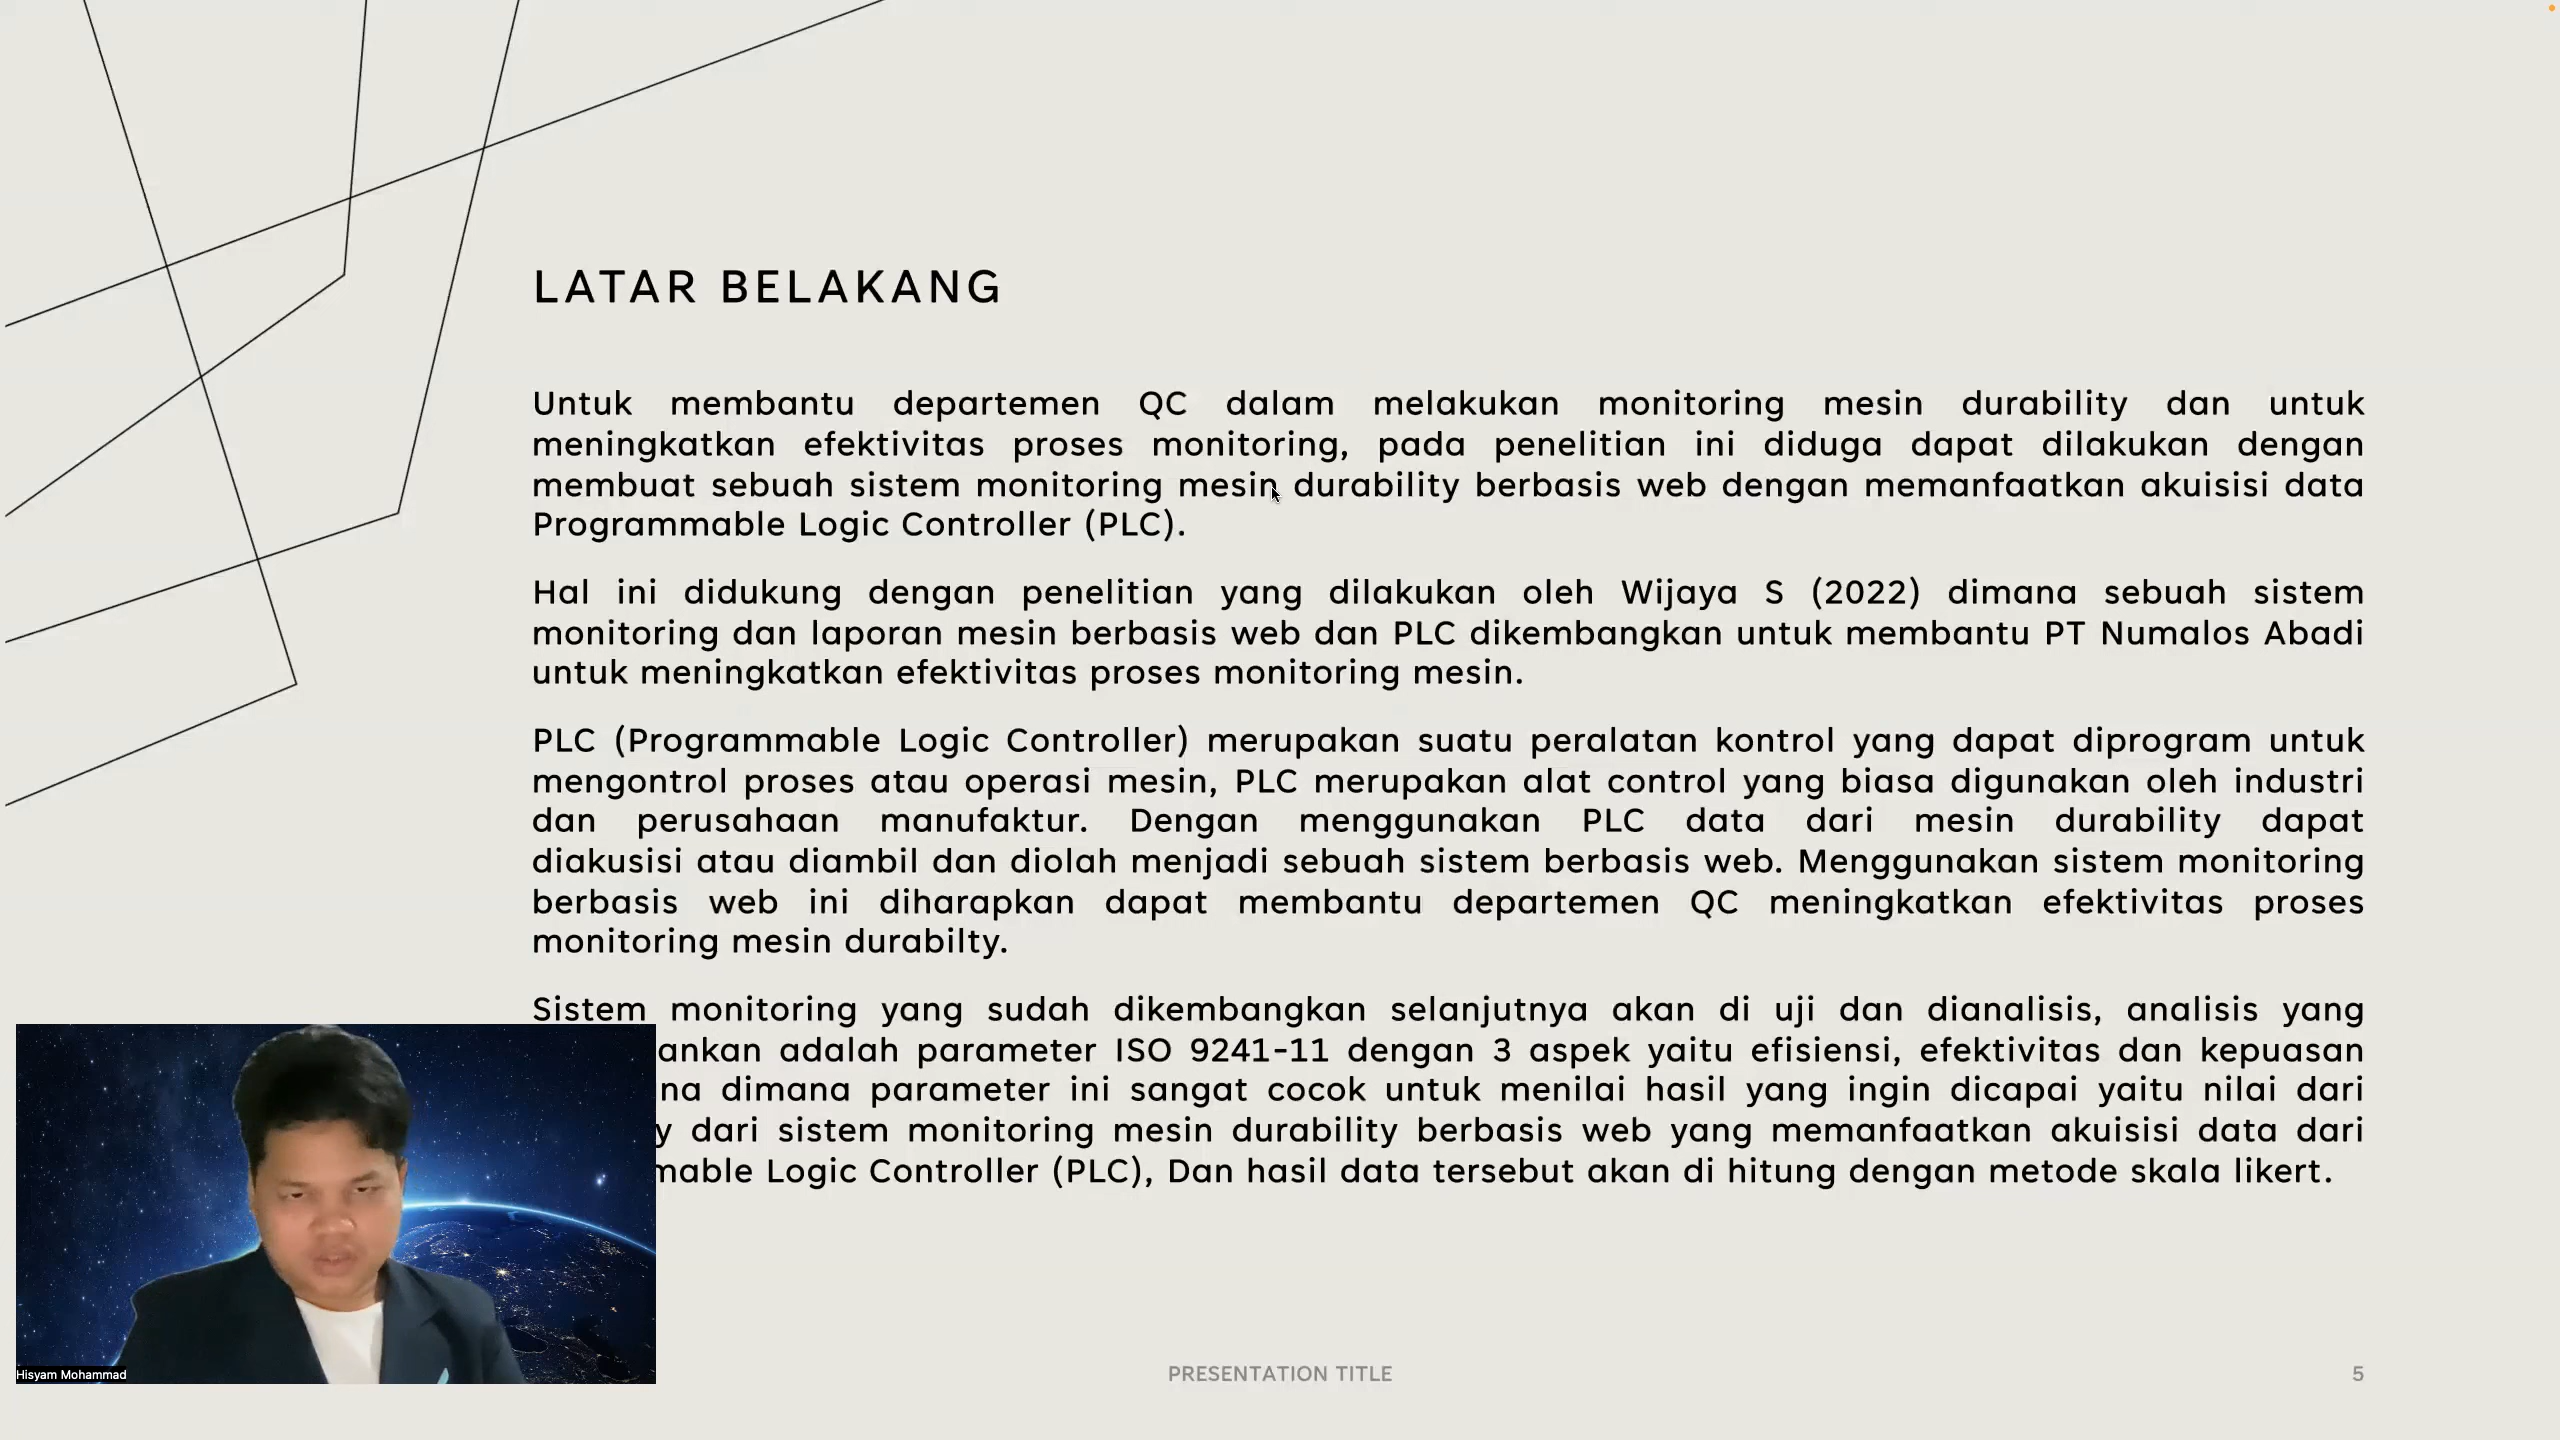 LATAR BELAKANG
Untuk membantu departemen QC dalam melakukan monitoring mesin durability dan untuk
meningkatkan efektivitas proses monitoring, pada penelitian ini diduga dapat dilakukan dengan
membuat sebuah sistem monitoring mesin durability berbasis web dengan memanfaatkan akuisisi data
Programmable Logic Controller (PLC).
Hal ini didukung dengan penelitian yang dilakukan oleh Wijaya S (2022) dimana sebuah sistem
monitoring dan laporan mesin berbasis web dan PLC dikembangkan untuk membantu PT Numalos Abadi
untuk meningkatkan efektivitas proses monitoring mesin.
PLC (Programmable Logic Controller) merupakan suatu peralatan kontrol yang dapat diprogram untuk
mengontrol proses atau operasi mesin, PLC merupakan alat control yang biasa digunakan oleh industri
dan perusahaan manufaktur. Dengan menggunakan PLC data dari mesin durability dapat
diakusisi atau diambil dan diolah menjadi sebuah sistem berbasis web. Menggunakan sistem monitoring
berbasis web ini diharapkan dapat membantu departemen QC meningkatkan efektivitas proses
monitoring mesin durabilty.
Sistem monitoring yang sudah dikembangkan selanjutnya akan di uji dan dianalisis, analisis yang
ankan adalah parameter ISO 9241-11 dengan 3 aspek yaitu efisiensi, efektivitas dan kepuasan
na dimana parameter ini sangat cocok untuk menilai hasil yang ingin dicapai yaitu nilai dari
y dari sistem monitoring mesin durability berbasis web yang memanfaatkan akuisisi data dari
mable Logic Controller (PLC), Dan hasil data tersebut akan di hitung dengan metode skala likert.
Hisyam Mohammad
PRESENTATION TITLE
5